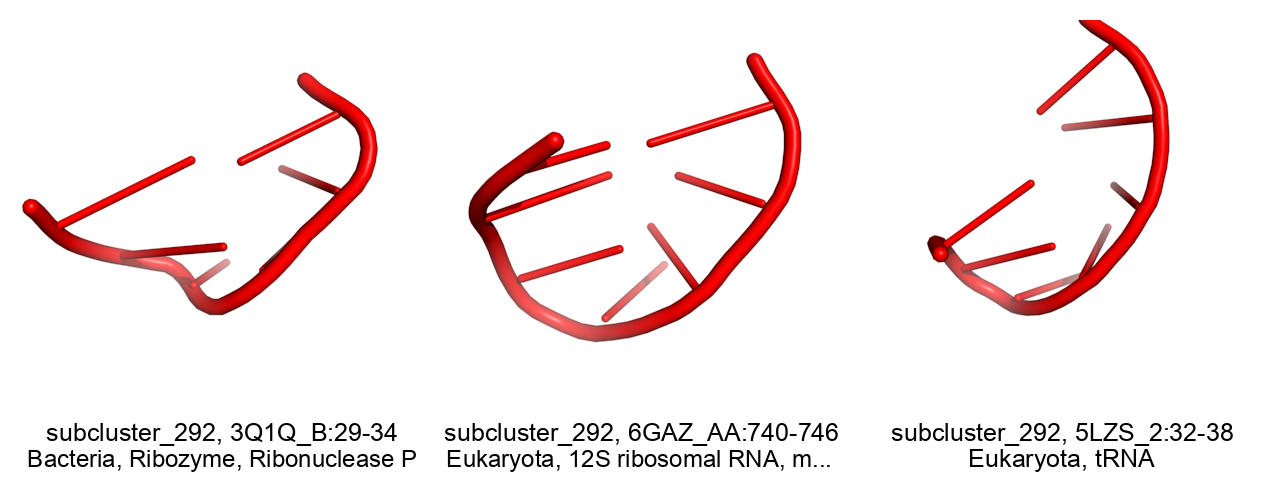 subcluster_292, 3Q1Q_B:29-34
Bacteria, Ribozyme, Ribonuclease P
subcluster_292, 6GAZ_AA:740-746
Eukaryota, 12S ribosomal RNA, m...
subcluster_292, 5LZS_2:32-38
Eukaryota, tRNA